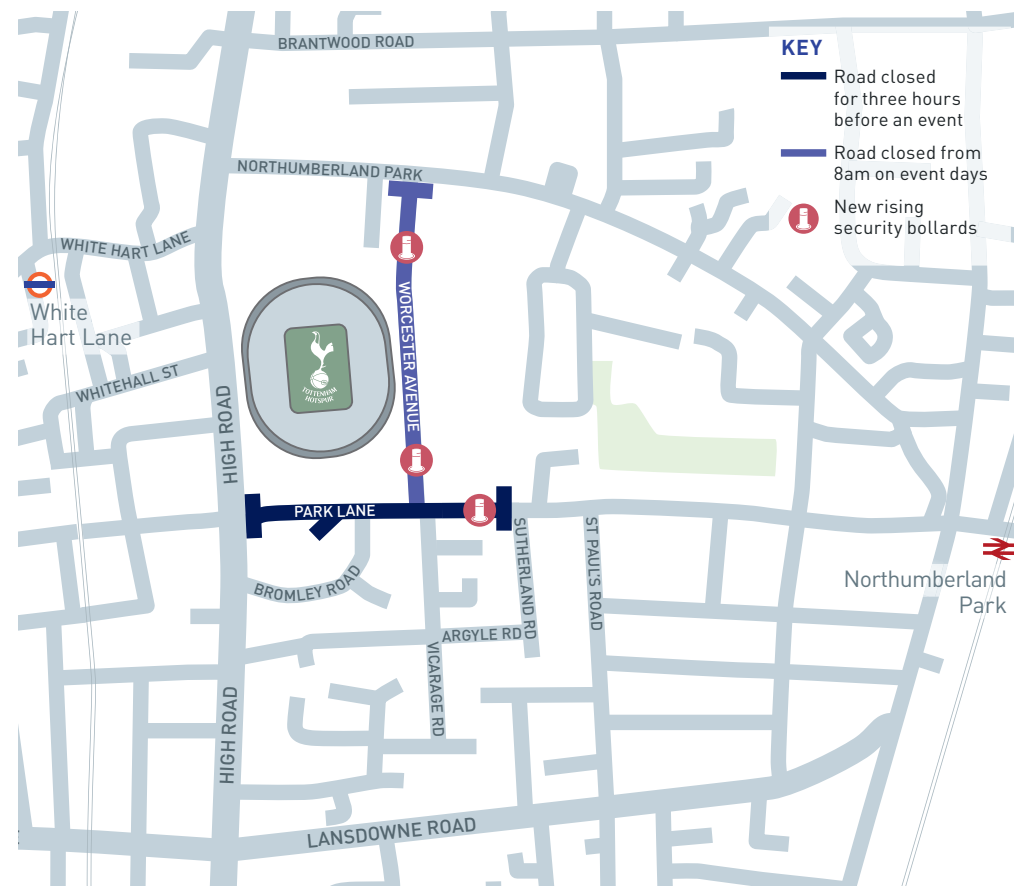 BRANTWOOD ROAD
KEY
Road closed
for three hours
before an event
Road closed from
8am on event days
New rising
security bollards
NORTHUMBERLAND PARK
WHITE HART LANE
White
Hart Lane
WORCESTER AVENUE
TOTTENHAM
HOTSPUR
WHITEHALL ST
HIGH ROAD
PARK LANE
SUTHERLAND RD
ST PAUL'S ROAD
Northumberland
Park
BROMLEY ROAD
ARGYLE RD
VICARAGE RD
HIGH ROAD
LANSDOWNE ROAD